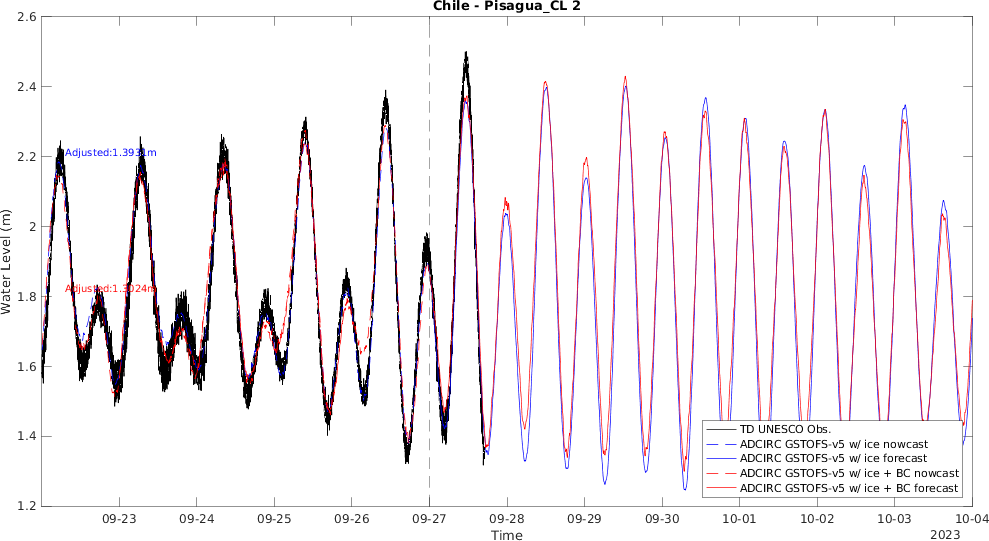 Chile - Pisagua_CL 2
2.6
2.4
2.2
2
1.8
1.6
1.4
1.2
Water Level (m)
Adjusted:1.3931m
Adjusted:1.3024m
TD UNESCO Obs.
ADCIRC GSTOFS-v5 w/ ice nowcast
ADCIRC GSTOFS-v5 w/ ice forecast
ADCIRC GSTOFS-v5 w/ ice + BC nowcast
ADCIRC GSTOFS-v5 w/ ice + BC forecast
09-23 09-24 09-25 09-26 09-27 09-28 09-29 09-30 10-01 10-02 10-03 10-04
Time
2023